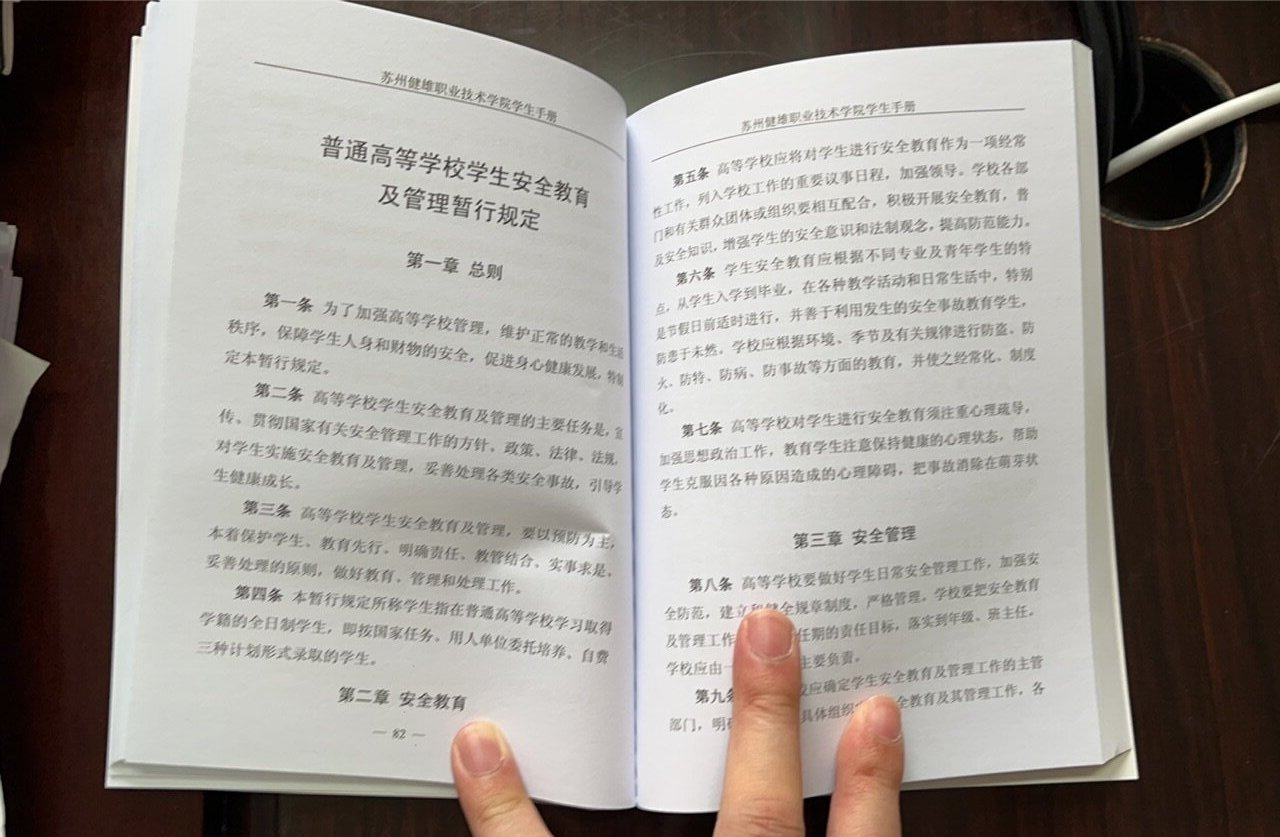 苏州健雄职业技术学院学生手册
普通高等学校学生安全教育
及管理暂行规定
第一章 总则
第一条 为了加强高等学校管理，维护正常的教学和生活
秩序，保障学生人身和财物的安全，促进身心健康发展，特制
定本暂行规定。
第二条 高等学校学生安全教育及管理的主要任务是，宣
传、贯彻国家有关安全管理工作的方针、政策、法律、法规，
对学生实施安全教育及管理，妥善处理各类安全事故，引导学
生健康成长。
第三条 高等学校学生安全教育及管理，要以预防为主，
本着保护学生、教育先行、明确责任、教管结合、实事求是、
妥善处理的原则，做好教育、管理和处理工作。
第四条 本暂行规定所称学生指在普通高等学校学习取得
学籍的全日制学生，即按国家任务、用人单位委托培养、自费
三种计划形式录取的学生。
第二章 安全教育
— 82 —
苏州健雄职业技术学院学生手册
第五条 高等学校应将对学生进行安全教育作为一项经常
性工作，列入学校工作的重要议事日程，加强领导。学校各部
门和有关群众团体或组织要相互配合，积极开展安全教育，普
及安全知识，增强学生的安全意识和法制观念，提高防范能力。
第六条 学生安全教育应根据不同专业及青年学生的特
点，从学生入学到毕业，在各种教学活动和日常生活中，特别
是节假日前适时进行，并善于利用发生的安全事故教育学生，
防患于未然。学校应根据环境、季节及有关规律进行防盗、防
火、防特、防病、防事故等方面的教育，并使之经常化、制度
化。
第七条 高等学校对学生进行安全教育须注重心理疏导，
加强思想政治工作，教育学生注意保持健康的心理状态，帮助
学生克服因各种原因造成的心理障碍，把事故消除在萌芽状
态。
第三章 安全管理
第八条 高等学校要做好学生日常安全管理工作，加强安
全防范，建立和健全规章制度，严格管理。学校要把安全教育
及管理工作 任期的责任目标，落实到年级、班主任。
学校应由一 主要负责。
第九条 校应确定学生安全教育及管理工作的主管
部门，明确 具体组织 安全教育及其管理工作，各